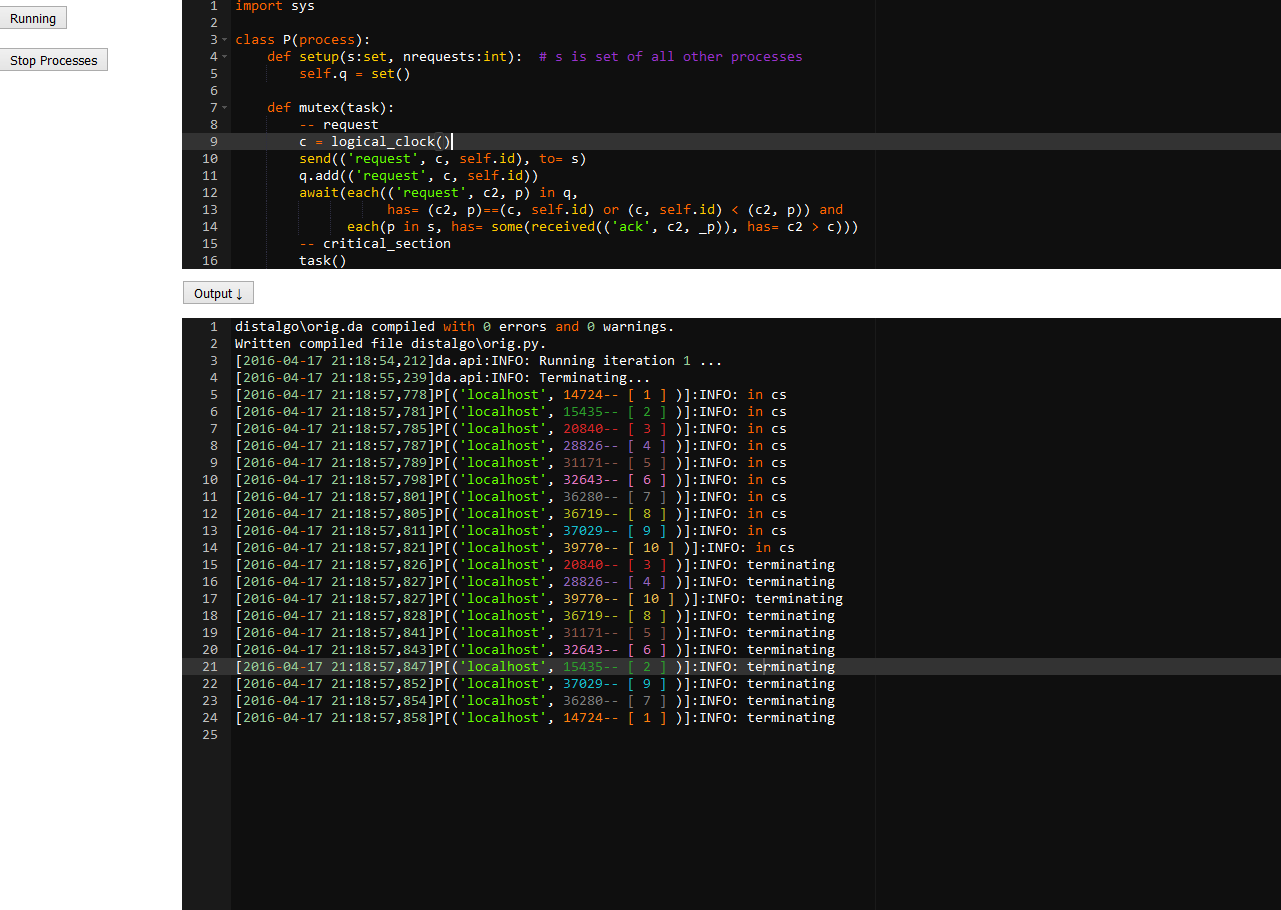 Running
Stop Processes
1 import sys
2
3 class P(process):
4 def setup(s:set, nrequests:int):  # s is set of all other processes
5 self.q = set()
6
7 def mutex(task):
8 -- request
9 c = logical_clock()
10 send(('request', c, self.id), to= s)
11 q.add(('request', c, self.id))
12 await(each(('request', c2, p) in q,
13 has= (c2, p)==(c, self.id) or (c, self.id) < (c2, p)) and
14 each(p in s, has= some(received(('ack', c2, _p)), has= c2 > c)))
15 -- critical_section
16 task()
Output ↓
1 distalgo\orig.da compiled with 0 errors and 0 warnings.
2 Written compiled file distalgo\orig.py.
3 [2016-04-17 21:18:54,212]da.api:INFO: Running iteration 1 ...
4 [2016-04-17 21:18:55,239]da.api:INFO: Terminating...
5 [2016-04-17 21:18:57,778]P[('localhost', 14724-- [ 1 ] )]:INFO: in cs
6 [2016-04-17 21:18:57,781]P[('localhost', 15435-- [ 2 ] )]:INFO: in cs
7 [2016-04-17 21:18:57,785]P[('localhost', 20840-- [ 3 ] )]:INFO: in cs
8 [2016-04-17 21:18:57,787]P[('localhost', 28826-- [ 4 ] )]:INFO: in cs
9 [2016-04-17 21:18:57,789]P[('localhost', 31171-- [ 5 ] )]:INFO: in cs
10 [2016-04-17 21:18:57,798]P[('localhost', 32643-- [ 6 ] )]:INFO: in cs
11 [2016-04-17 21:18:57,801]P[('localhost', 36280-- [ 7 ] )]:INFO: in cs
12 [2016-04-17 21:18:57,805]P[('localhost', 36719-- [ 8 ] )]:INFO: in cs
13 [2016-04-17 21:18:57,811]P[('localhost', 37029-- [ 9 ] )]:INFO: in cs
14 [2016-04-17 21:18:57,821]P[('localhost', 39770-- [ 10 ] )]:INFO: in cs
15 [2016-04-17 21:18:57,826]P[('localhost', 20840-- [ 3 ] )]:INFO: terminating
16 [2016-04-17 21:18:57,827]P[('localhost', 28826-- [ 4 ] )]:INFO: terminating
17 [2016-04-17 21:18:57,827]P[('localhost', 39770-- [ 10 ] )]:INFO: terminating
18 [2016-04-17 21:18:57,828]P[('localhost', 36719-- [ 8 ] )]:INFO: terminating
19 [2016-04-17 21:18:57,841]P[('localhost', 31171-- [ 5 ] )]:INFO: terminating
20 [2016-04-17 21:18:57,843]P[('localhost', 32643-- [ 6 ] )]:INFO: terminating
21 [2016-04-17 21:18:57,847]P[('localhost', 15435-- [ 2 ] )]:INFO: terminating
22 [2016-04-17 21:18:57,852]P[('localhost', 37029-- [ 9 ] )]:INFO: terminating
23 [2016-04-17 21:18:57,854]P[('localhost', 36280-- [ 7 ] )]:INFO: terminating
24 [2016-04-17 21:18:57,858]P[('localhost', 14724-- [ 1 ] )]:INFO: terminating
25